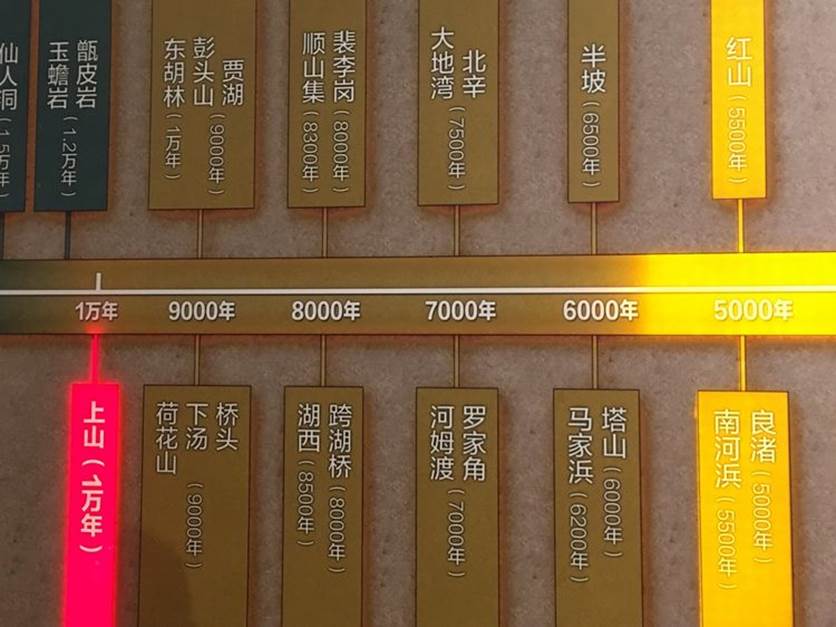 仙人洞（1.5万年）
玉蟾岩
甑皮岩（1.2万年）
东胡林（1万年）
彭头山
贾湖（9000年）
顺山集（8300年）
裴李岗（8000年）
大地湾
北辛（7500年）
半坡（6500年）
红山（5500年）
1万年
9000年
8000年
7000年
6000年
5000年
上山（1万年）
荷花山
下汤
桥头（9000年）
湖西（8500年）
跨湖桥（8000年）
河姆渡
罗家角（7000年）
马家浜（6200年）
塔山（6000年）
南河浜（5500年）
良渚（5000年）